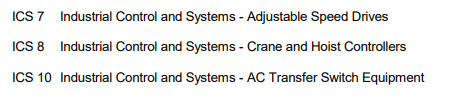 ICS 7 Industrial Control and Systems - Adjustable Speed Drives
ICS 8 Industrial Control and Systems - Crane and Hoist Controllers
ICS 10 Industrial Control and Systems - AC Transfer Switch Equipment